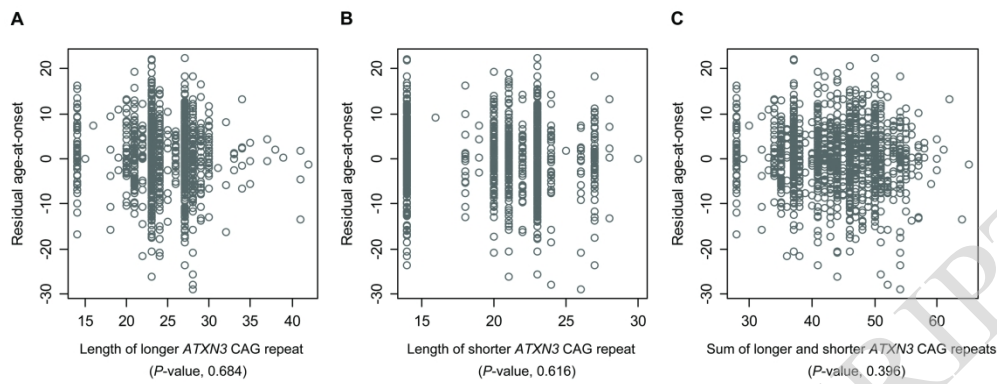 A
Residual age-at-onset
20
10
0
-10
-20
-30
15 20 25 30 35 40
Length of longer ATXN3 CAG repeat
(P-value, 0.684)
B
Residual age-at-onset
20
10
0
-10
-20
-30
15 20 25 30
Length of shorter ATXN3 CAG repeat
(P-value, 0.616)
C
Residual age-at-onset
20
10
0
-10
-20
-30
30 40 50 60
Sum of longer and shorter ATXN3 CAG repeats
(P-value, 0.396)
RIPT